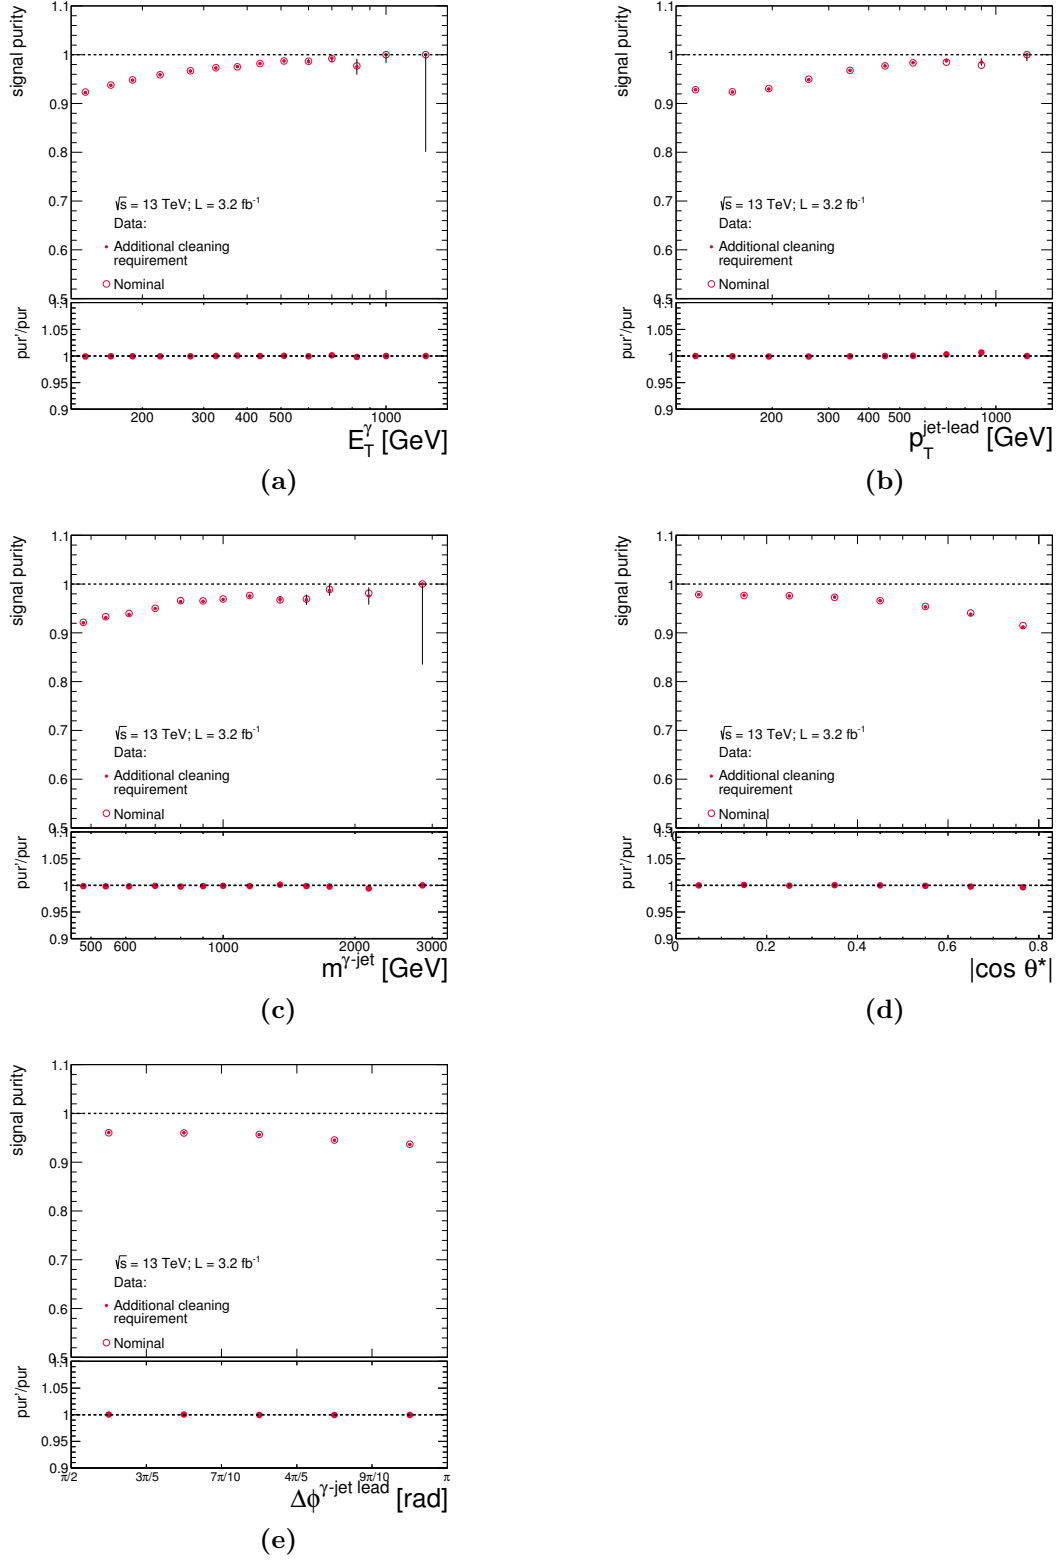 signal purity
1.1
1
0.9
0.8
0.7
0.6
0.5
√s = 13 TeV; L = 3.2 fb⁻¹
Data:
Additional cleaning
requirement
Nominal
pur'/pur
1.1
1.05
1
0.95
0.9
200 300 400 500 1000
E_T^γ [GeV]
(a)
signal purity
1.1
1
0.9
0.8
0.7
0.6
0.5
√s = 13 TeV; L = 3.2 fb⁻¹
Data:
Additional cleaning
requirement
Nominal
pur'/pur
1.1
1.05
1
0.95
0.9
200 300 400 500 1000
p_T^jet-lead [GeV]
(b)
signal purity
1.1
1
0.9
0.8
0.7
0.6
0.5
√s = 13 TeV; L = 3.2 fb⁻¹
Data:
Additional cleaning
requirement
Nominal
pur'/pur
1.1
1.05
1
0.95
0.9
500 600 1000 2000 3000
m^γ-jet [GeV]
(c)
signal purity
1.1
1
0.9
0.8
0.7
0.6
0.5
√s = 13 TeV; L = 3.2 fb⁻¹
Data:
Additional cleaning
requirement
Nominal
pur'/pur
1.1
1.05
1
0.95
0.9
0 0.2 0.4 0.6 0.8
|cos θ*|
(d)
signal purity
1.1
1
0.9
0.8
0.7
0.6
0.5
√s = 13 TeV; L = 3.2 fb⁻¹
Data:
Additional cleaning
requirement
Nominal
pur'/pur
1.1
1.05
1
0.95
0.9
π/2 3π/5 7π/10 4π/5 9π/10 π
Δϕ^γ-jet lead [rad]
(e)